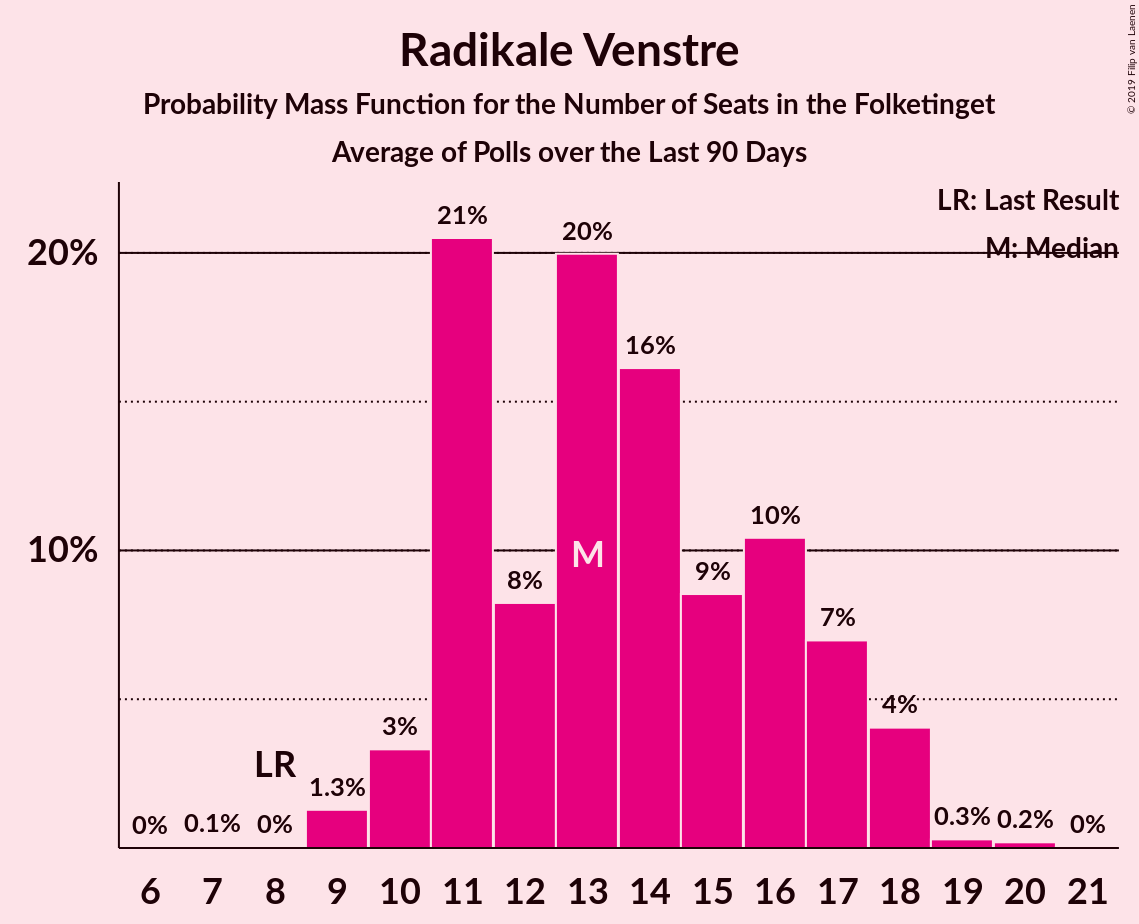 Radikale Venstre
Probability Mass Function for the Number of Seats in the Folketinget
Average of Polls over the Last 90 Days
© 2019 Filip van Laenen
LR: Last Result
M: Median
20%
10%
0%
0.1%
0%
LR
1.3%
3%
21%
8%
20%
M
16%
9%
10%
7%
4%
0.3%
0.2%
0%
6 7 8 9 10 11 12 13 14 15 16 17 18 19 20 21